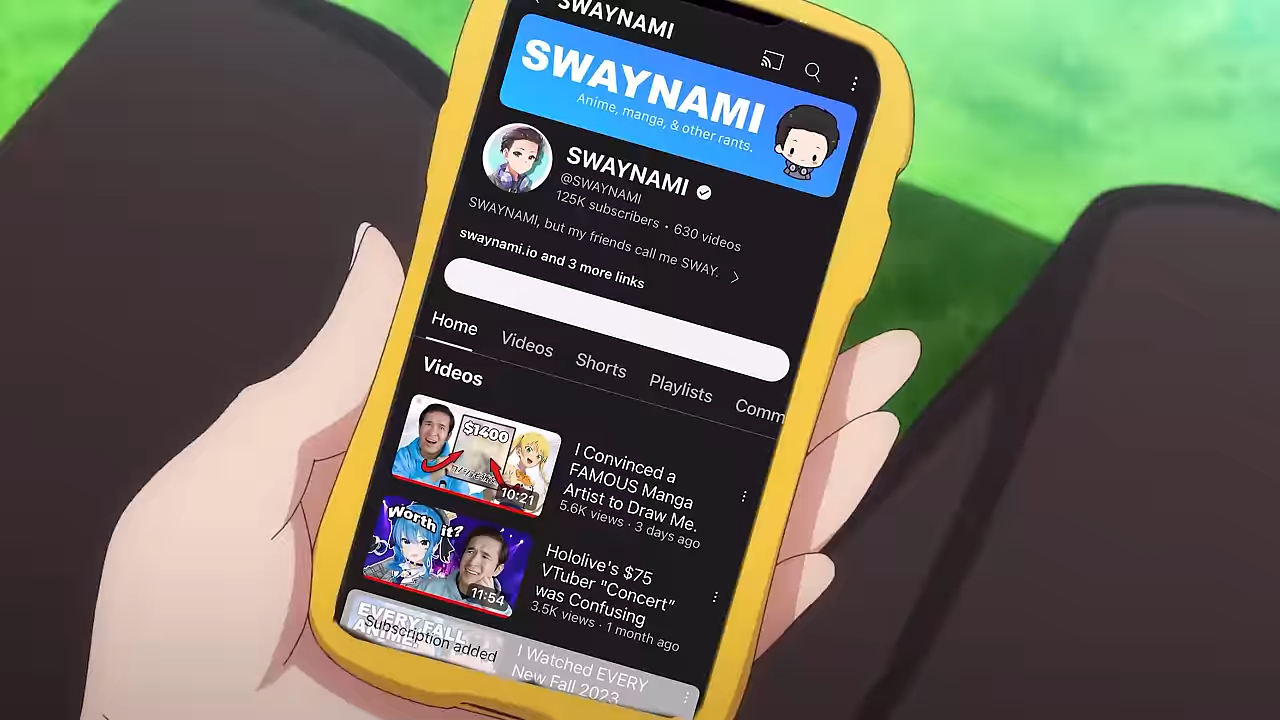 SWAYNAMI
SWAYNAMI
Anime, manga, & other rants.
SWAYNAMI
@SWAYNAMI
125K subscribers • 630 videos
SWAYNAMI, but my friends call me SWAY.
swaynami.io and 3 more links
Home Videos Shorts Playlists Comm
Videos
$1400
10:21
I Convinced a
FAMOUS Manga
Artist to Draw Me.
5.6K views · 3 days ago
Worth it?
11:54
Hololive's $75
VTuber "Concert"
was Confusing
3.5K views · 1 month ago
EVERY FALL
ANIME!
Subscription added
I Watched EVERY
New Fall 2023